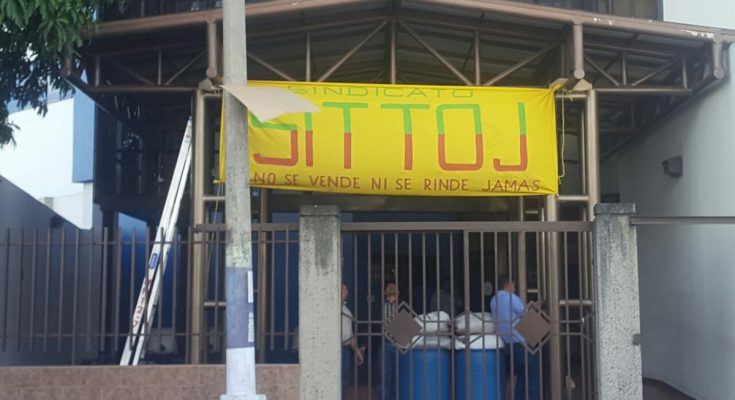 SINDICATO
SITTOJ
NO SE VENDE NI SE RINDE JAMAS